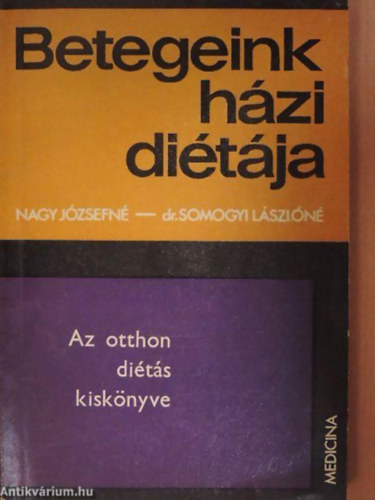 Betegeink
házi
diétája
NAGY JÓZSEFNÉ — dr. SOMOGYI LÁSZLÓNÉ
Az otthon
diétás
kiskönyve
MEDICINA
Antikvárium.hu